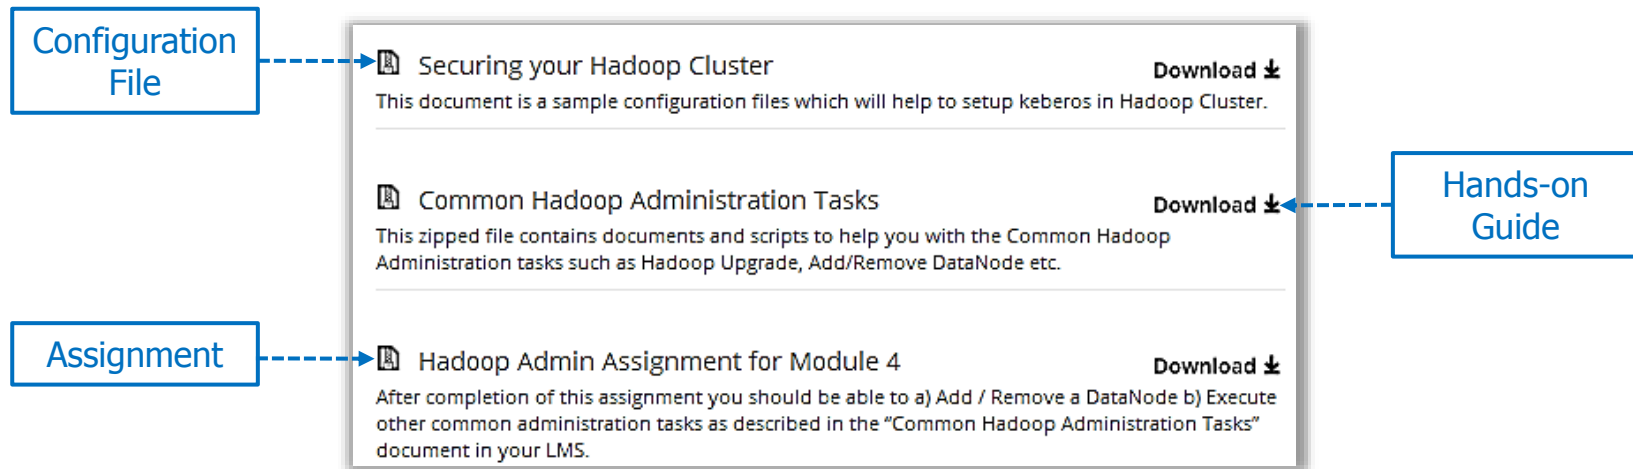 Configuration
File
Securing your Hadoop Cluster
Download
This document is a sample configuration files which will help to setup keberos in Hadoop Cluster.
Common Hadoop Administration Tasks
Download
This zipped file contains documents and scripts to help you with the Common Hadoop
Administration tasks such as Hadoop Upgrade, Add/Remove DataNode etc.
Hands-on
Guide
Assignment
Hadoop Admin Assignment for Module 4
Download
After completion of this assignment you should be able to a) Add / Remove a DataNode b) Execute
other common administration tasks as described in the “Common Hadoop Administration Tasks”
document in your LMS.